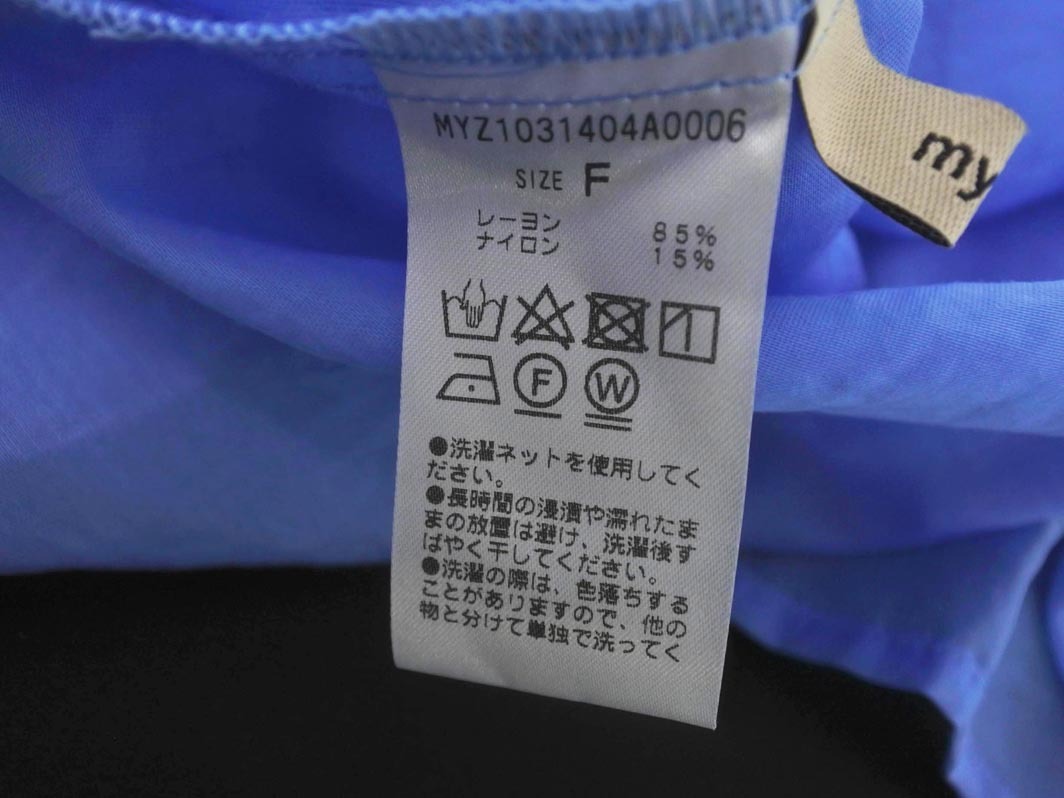 MYZ1031404A0006
SIZE F
レーヨン 85%
ナイロン 15%
F W
●洗濯ネットを使用してく
ださい。
●長時間の浸漬や濡れたま
まの放置は避け、洗濯後す
ばやく干してください。
●洗濯の際は、色落ちする
ことがありますので、他の
物と分けて単独で洗ってく
my